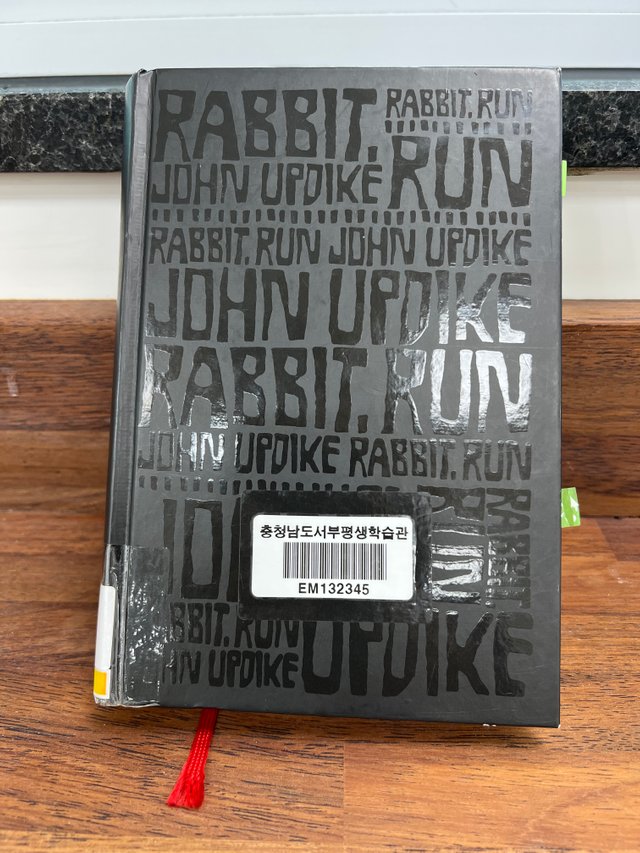 RABBIT, RABBIT, RUN
JOHN UPDIKE RUN
RABBIT, RUN JOHN UPDIKE
JOHN UPDIKE
RABBIT, RUN
JOHN UPDIKE RABBIT, RUN
RUN
RABBIT,
충청남도서부평생학습관
EM132345
RUN
UPDIKE
JOHN UPDIKE